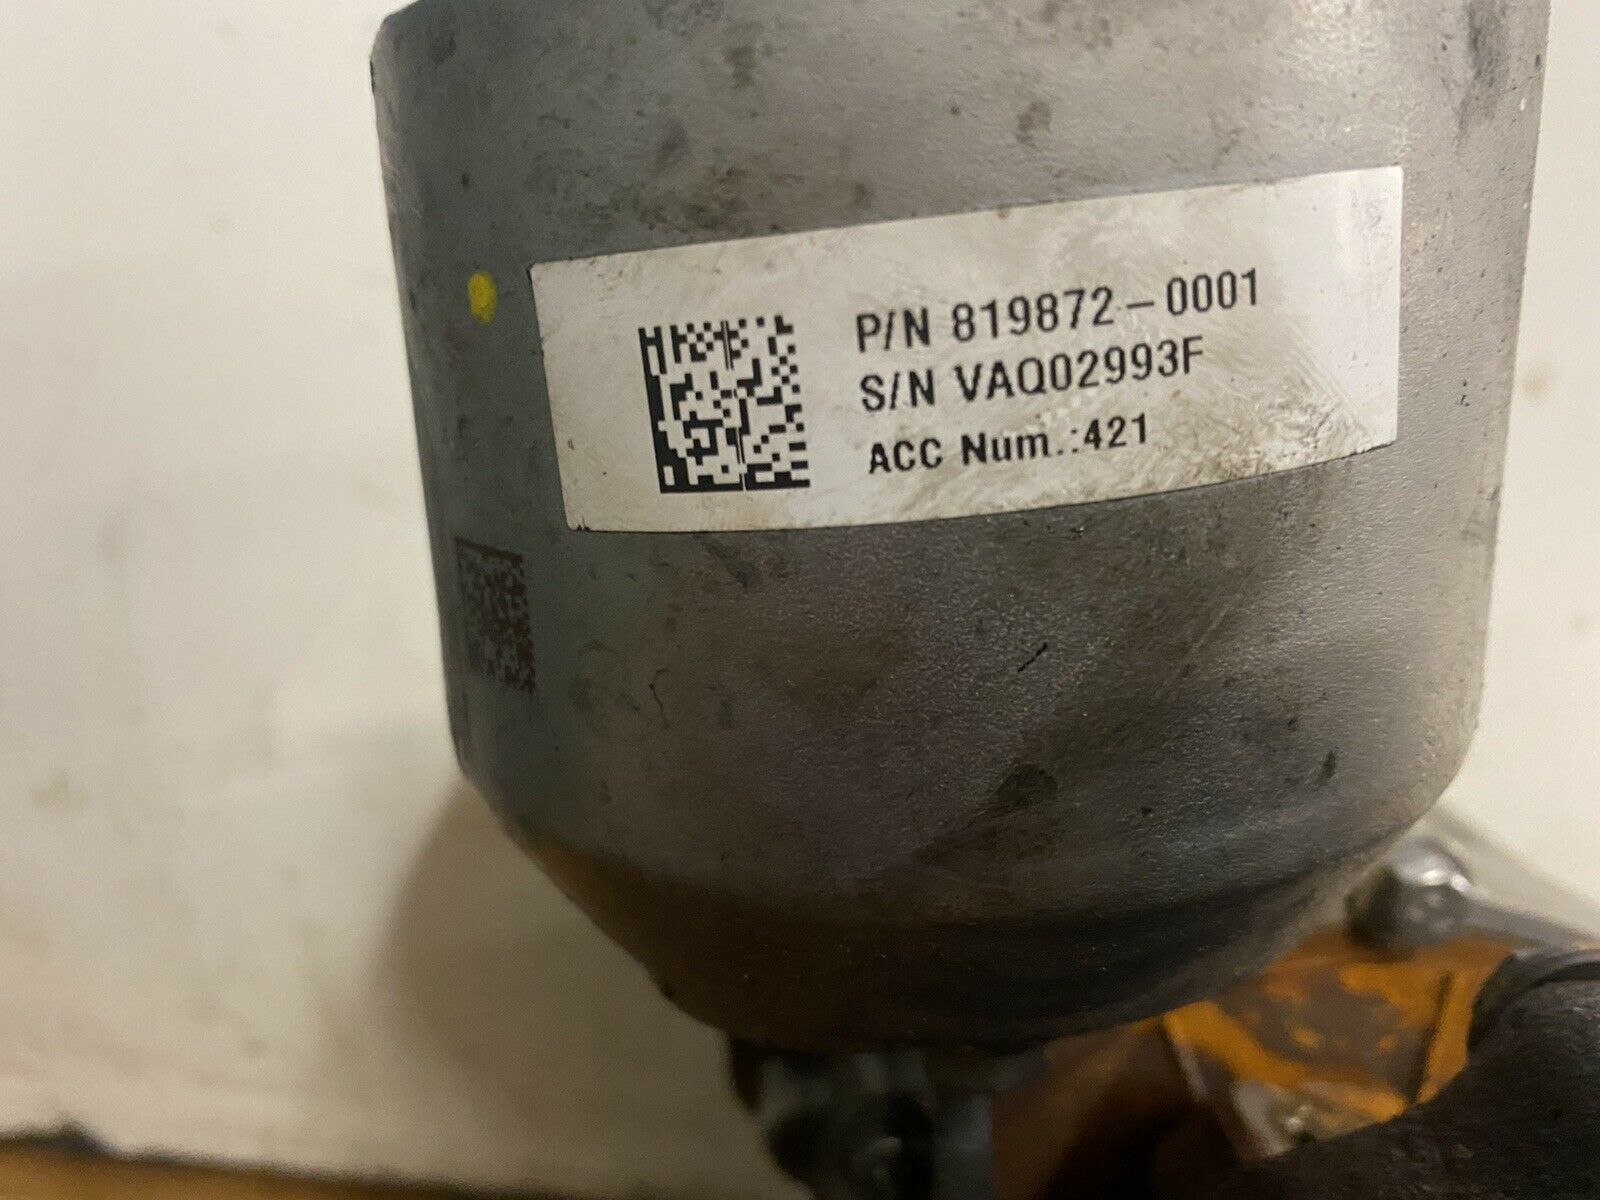 P/N 819872-0001
S/N VAQ02993F
ACC Num.:421